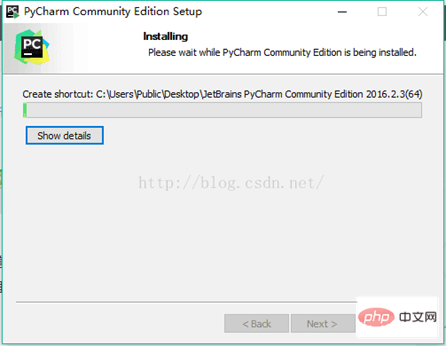 PyCharm Community Edition Setup
PC
Installing
Please wait while PyCharm Community Edition is being installed.
Create shortcut: C:\Users\Public\Desktop\JetBrains PyCharm Community Edition 2016.2.3(64)
Show details
http://blog.csdn.net/
< Back
Next >
php 中文网